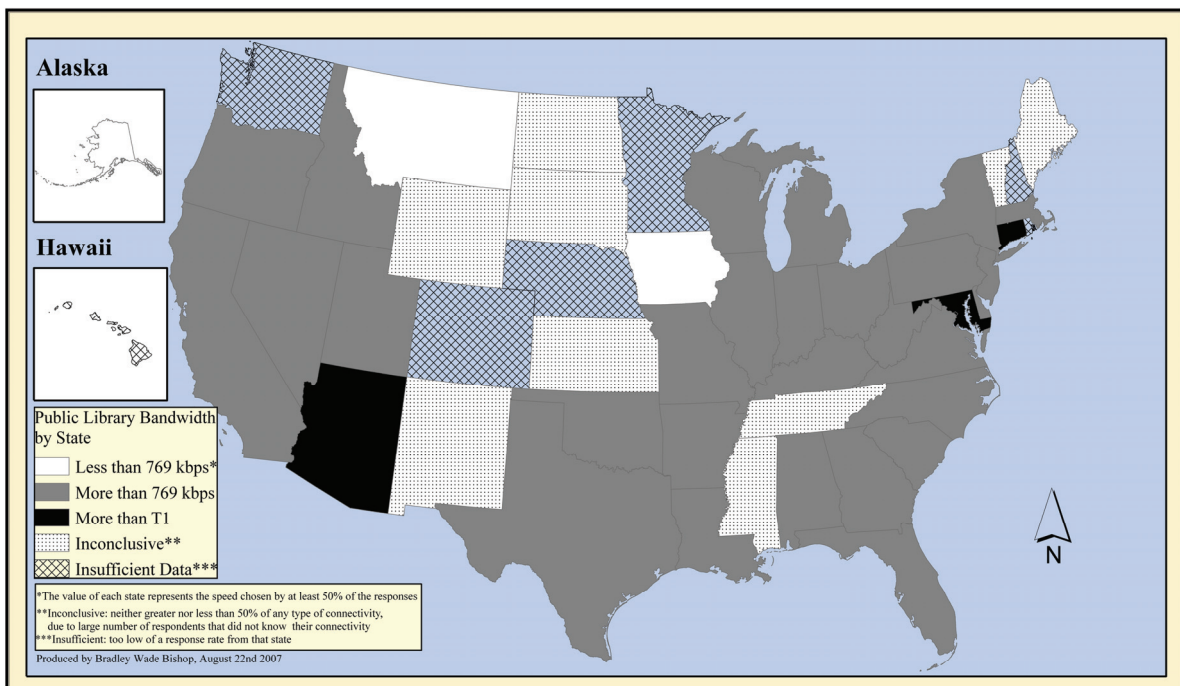 Alaska
Hawaii
Public Library Bandwidth
by State
Less than 769 kbps*
More than 769 kbps
More than T1
Inconclusive**
Insufficient Data***
*The value of each state represents the speed chosen by at least 50% of the responses
**Inconclusive: neither greater nor less than 50% of any type of connectivity,
due to large number of respondents that did not know their connectivity
***Insufficient: too low of a response rate from that state
Produced by Bradley Wade Bishop, August 22nd 2007
N